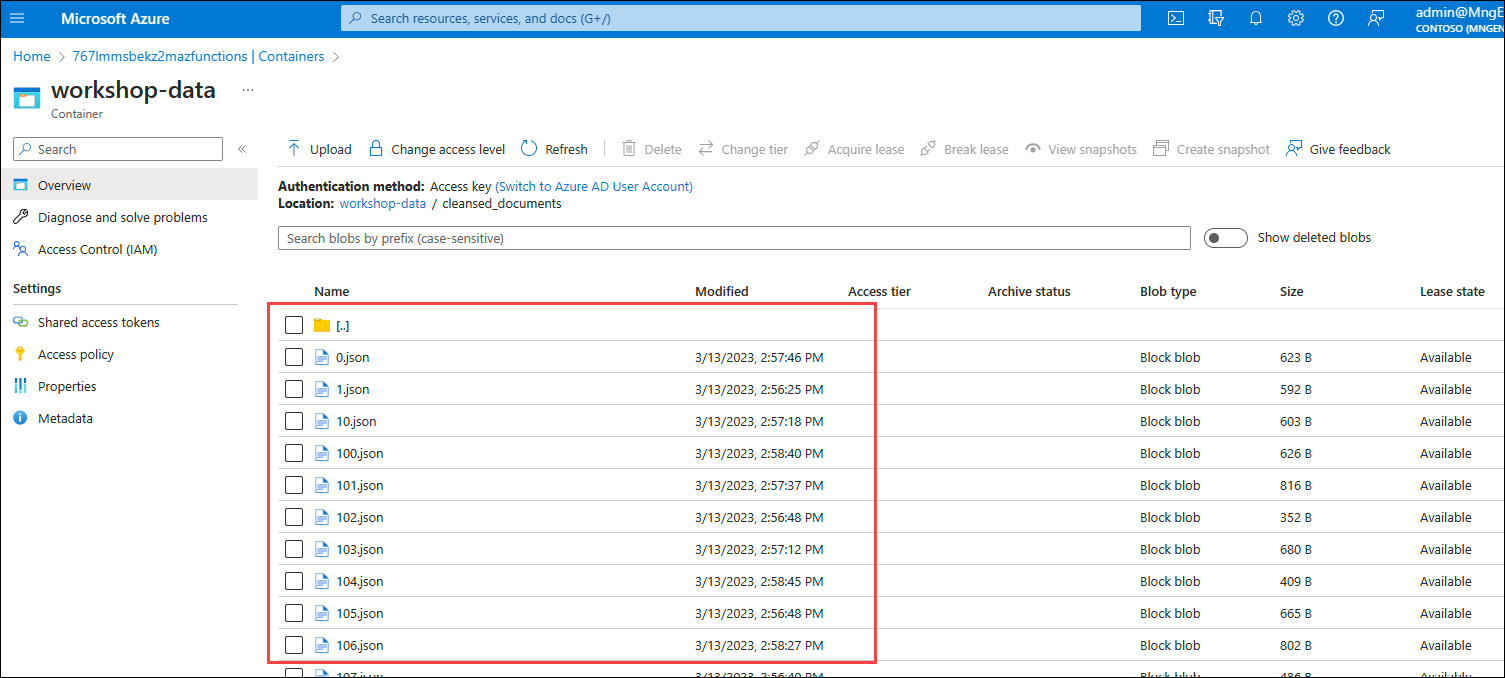 Microsoft Azure
Search resources, services, and docs (G+/)
admin@MngE
CONTOSO (MNGEN
Home > 767lmmsbekz2mazfunctions | Containers >
workshop-data ...
Container
Search
«
Overview
Diagnose and solve problems
Access Control (IAM)
Settings
Shared access tokens
Access policy
Properties
Metadata
Upload Change access level Refresh Delete Change tier Acquire lease Break lease View snapshots Create snapshot Give feedback
Authentication method: Access key (Switch to Azure AD User Account)
Location: workshop-data / cleansed_documents
Search blobs by prefix (case-sensitive)
Show deleted blobs
Name Modified Access tier Archive status Blob type Size Lease state
[..]
0.json 3/13/2023, 2:57:46 PM Block blob 623 B Available
1.json 3/13/2023, 2:56:25 PM Block blob 592 B Available
10.json 3/13/2023, 2:57:18 PM Block blob 603 B Available
100.json 3/13/2023, 2:58:40 PM Block blob 626 B Available
101.json 3/13/2023, 2:57:37 PM Block blob 816 B Available
102.json 3/13/2023, 2:56:48 PM Block blob 352 B Available
103.json 3/13/2023, 2:57:12 PM Block blob 680 B Available
104.json 3/13/2023, 2:58:45 PM Block blob 409 B Available
105.json 3/13/2023, 2:56:48 PM Block blob 665 B Available
106.json 3/13/2023, 2:58:27 PM Block blob 802 B Available